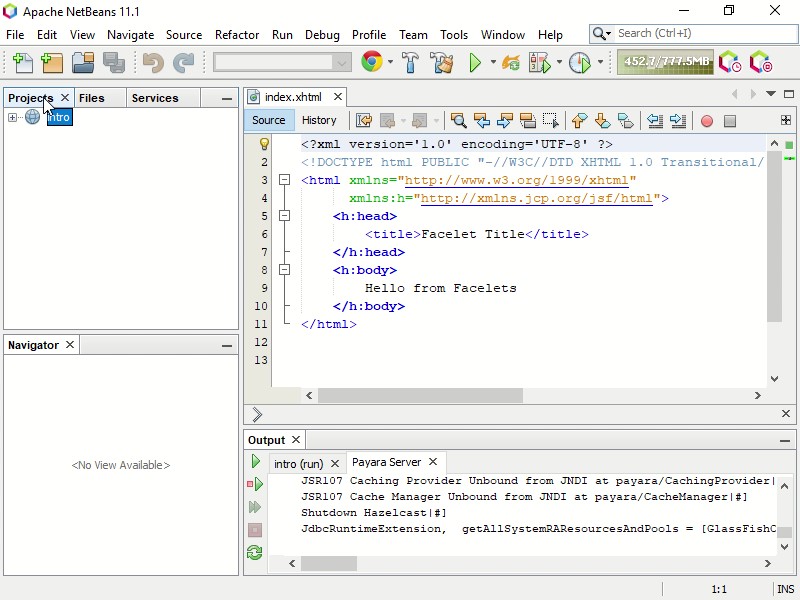 Apache NetBeans 11.1
File Edit View Navigate Source Refactor Run Debug Profile Team Tools Window Help
Search (Ctrl+I)
452.7/777.5MB
Projects Files Services
intro
index.xhtml
Source History
1 <?xml version='1.0' encoding='UTF-8' ?>
2 <!DOCTYPE html PUBLIC "-//W3C//DTD XHTML 1.0 Transitional/
3 <html xmlns="http://www.w3.org/1999/xhtml"
4 xmlns:h="http://xmlns.jcp.org/jsf/html">
5 <h:head>
6 <title>Facelet Title</title>
7 </h:head>
8 <h:body>
9 Hello from Facelets
10 </h:body>
11 </html>
12
13
Navigator
<No View Available>
Output
intro (run) Payara Server
JSR107 Caching Provider Unbound from JNDI at payara/CachingProvider|
JSR107 Cache Manager Unbound from JNDI at payara/CacheManager|#]
Shutdown Hazelcast|#]
JdbcRuntimeExtension, getAllSystemRAResourcesAndPools = [GlassFishC
1:1 INS